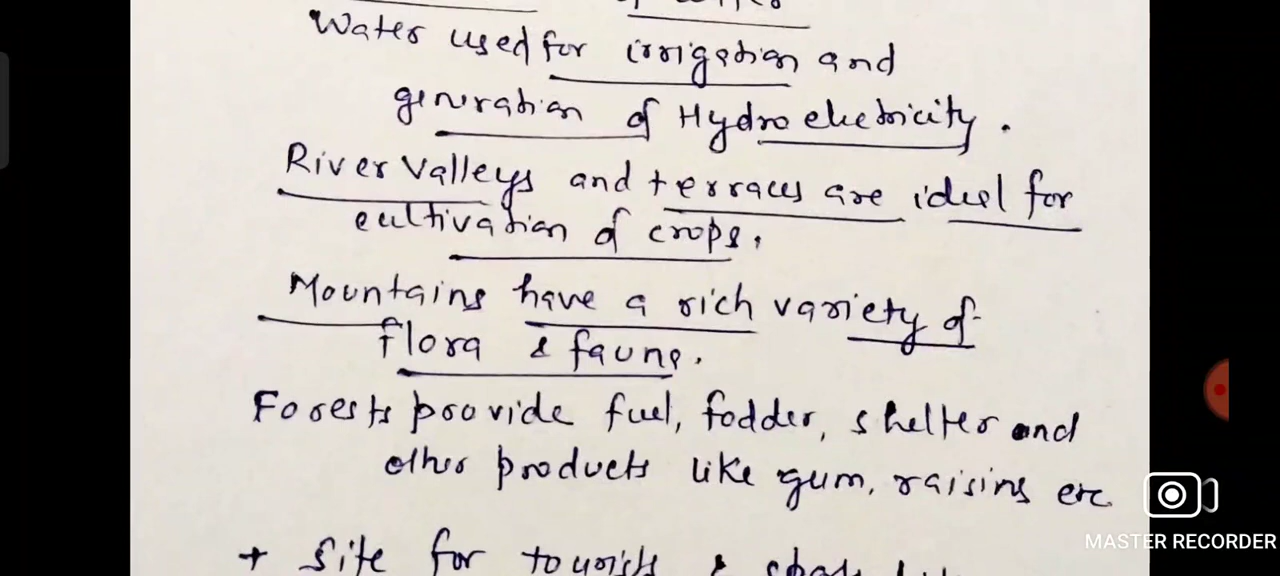 Water used for irrigation and
generation of Hydroelectricity.
River Valleys and terraces are ideal for
cultivation of crops.
Mountains have a rich variety of
flora & fauna.
Forests provide fuel, fodder, shelter and
other products like gum, raisins etc
+ Site for tourists &
MASTER RECORDER